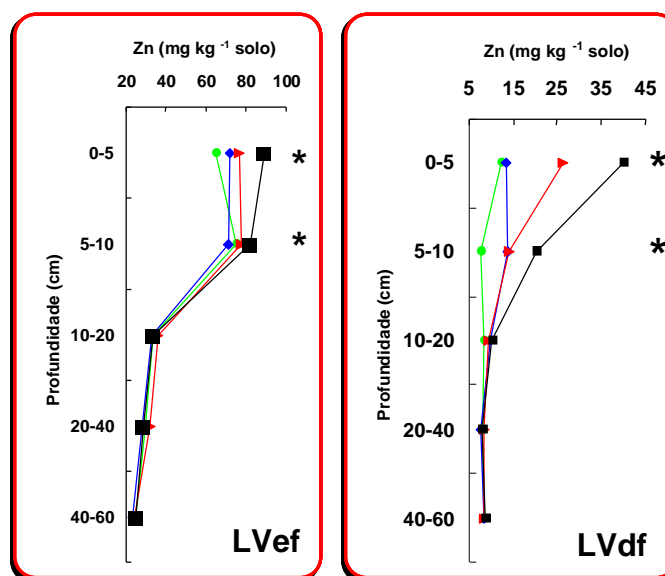 Zn (mg kg -1 solo)
20 40 60 80 100
Profundidade (cm)
0-5 *
5-10 *
10-20
20-40
40-60
LVef
Zn (mg kg -1 solo)
5 15 25 35 45
Profundidade (cm)
0-5 *
5-10 *
10-20
20-40
40-60
LVdf